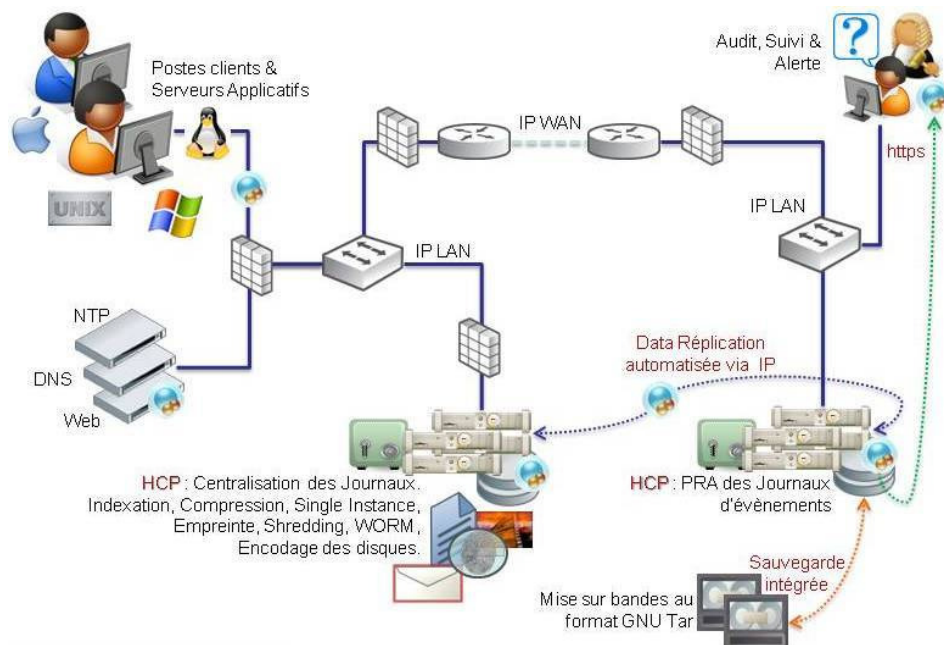 Postes clients &
Serveurs Applicatifs
UNIX
NTP
DNS
Web
IP LAN
IP WAN
IP LAN
Audit, Suivi &
Alerte
?
https
Data Réplication
automatisée via IP
HCP : Centralisation des Journaux.
Indexation, Compression, Single Instance,
Empreinte, Shredding, WORM,
Encodage des disques.
HCP : PRA des Journaux
d'évènements
Sauvegarde
intégrée
Mise sur bandes au
format GNU Tar